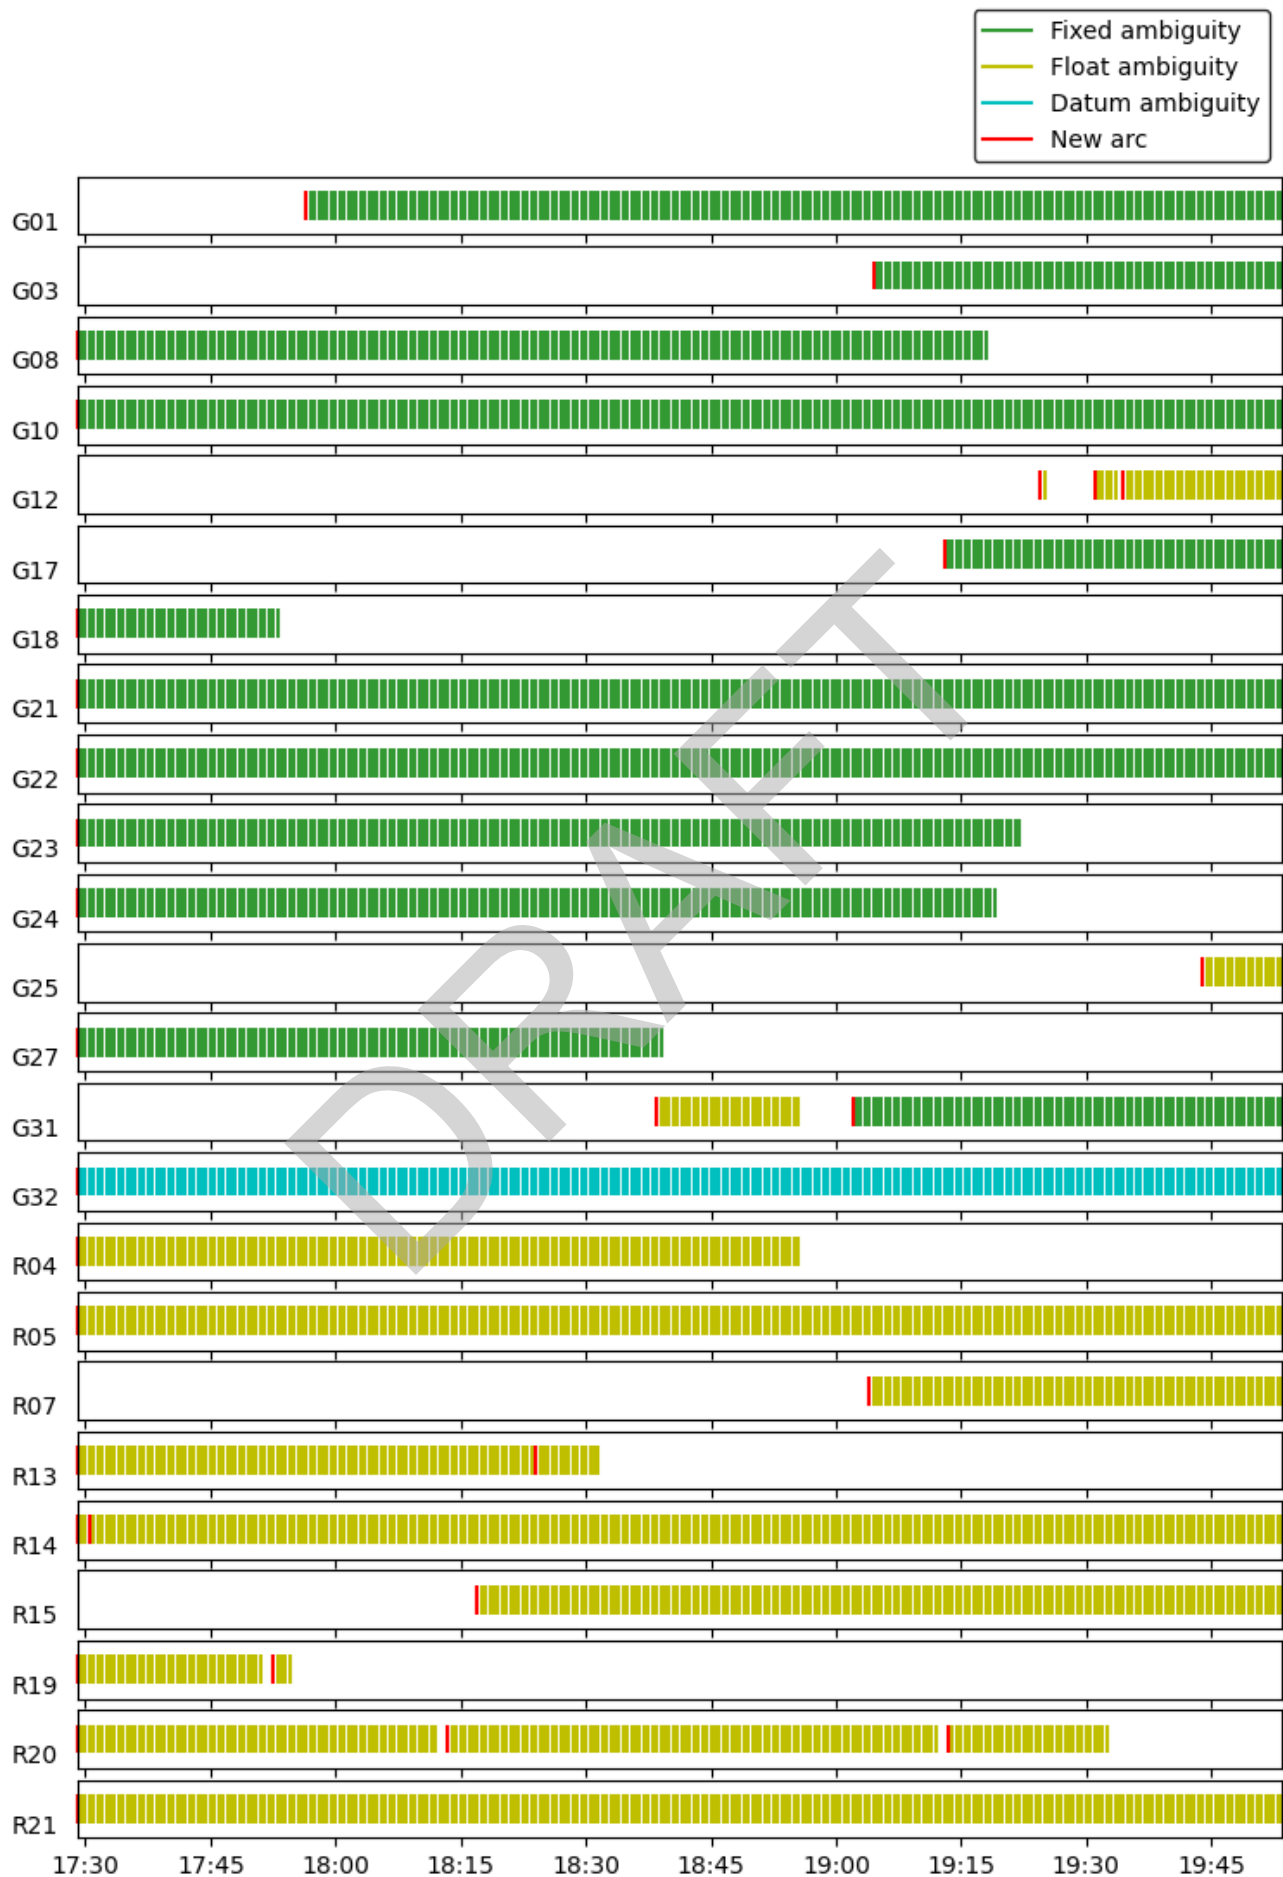 Fixed ambiguity
Float ambiguity
Datum ambiguity
New arc
G01
G03
G08
G10
G12
G17
G18
G21
G22
G23
G24
G25
G27
G31
G32
R04
R05
R07
R13
R14
R15
R19
R20
R21
17:30 17:45 18:00 18:15 18:30 18:45 19:00 19:15 19:30 19:45
DRAFT